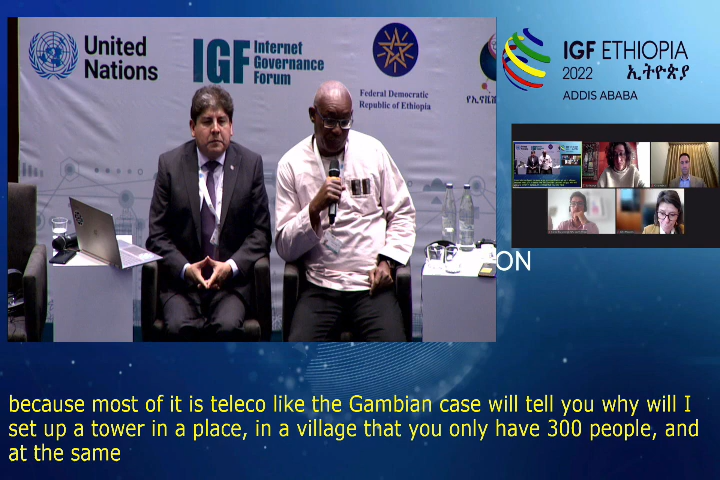 United
Nations
IGF Internet
Governance
Forum
Federal Democratic
Republic of Ethiopia
IGF ETHIOPIA
2022 ኢትዮጵያ
ADDIS ABABA
ON
because most of it is teleco like the Gambian case will tell you why will I
set up a tower in a place, in a village that you only have 300 people, and
at the same